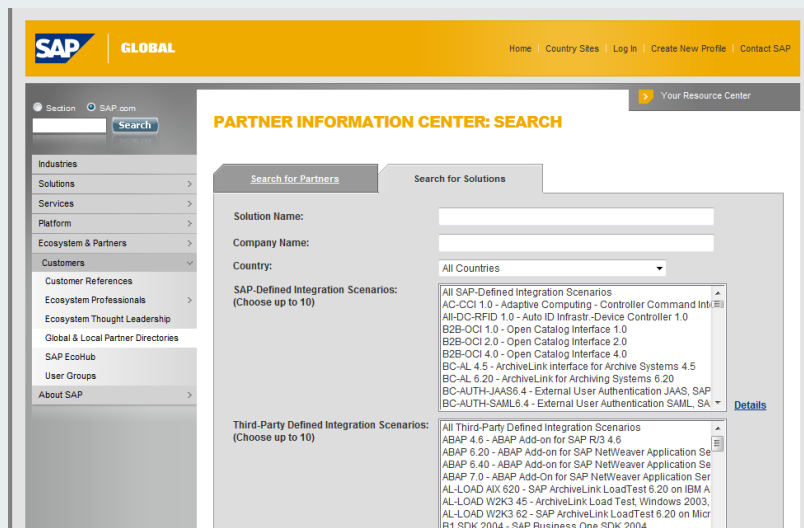 SAP
GLOBAL
Home | Country Sites | Log In | Create New Profile | Contact SAP
Section SAP.com
Search
Your Resource Center
PARTNER INFORMATION CENTER: SEARCH
Industries
Solutions
Services
Platform
Ecosystem & Partners
Customers
Customer References
Ecosystem Professionals
Ecosystem Thought Leadership
Global & Local Partner Directories
SAP EcoHub
User Groups
About SAP
Search for Partners
Search for Solutions
Solution Name:
Company Name:
Country:
All Countries
SAP-Defined Integration Scenarios:
(Choose up to 10)
All SAP-Defined Integration Scenarios
AC-CCI 1.0 - Adaptive Computing - Controller Command Int
AII-DC-RFID 1.0 - Auto ID Infrastr.-Device Controller 1.0
B2B-OCI 1.0 - Open Catalog Interface 1.0
B2B-OCI 2.0 - Open Catalog Interface 2.0
B2B-OCI 4.0 - Open Catalog Interface 4.0
BC-AL 4.5 - ArchiveLink interface for Archive Systems 4.5
BC-AL 6.20 - ArchiveLink for Archiving Systems 6.20
BC-AUTH-JAAS6.4 - External User Authentication JAAS, SAP
BC-AUTH-SAML6.4 - External User Authentication SAML, SA
Details
Third-Party Defined Integration Scenarios:
(Choose up to 10)
All Third-Party Defined Integration Scenarios
ABAP 4.6 - ABAP Add-on for SAP R/3 4.6
ABAP 6.20 - ABAP Add-on for SAP NetWeaver Application Se
ABAP 6.40 - ABAP Add-on for SAP NetWeaver Application Ser
ABAP 7.0 - ABAP Add-On for SAP NetWeaver Application Ser
AL-LOAD AIX 620 - SAP ArchiveLink LoadTest 6.20 on IBM A
AL-LOAD W2K3 45 - ArchiveLink Load Test, Windows 2003,
AL-LOAD W2K3 62 - SAP ArchiveLink LoadTest 6.20 on Micr
B1 SDK 2004 - SAP Business One SDK 2004